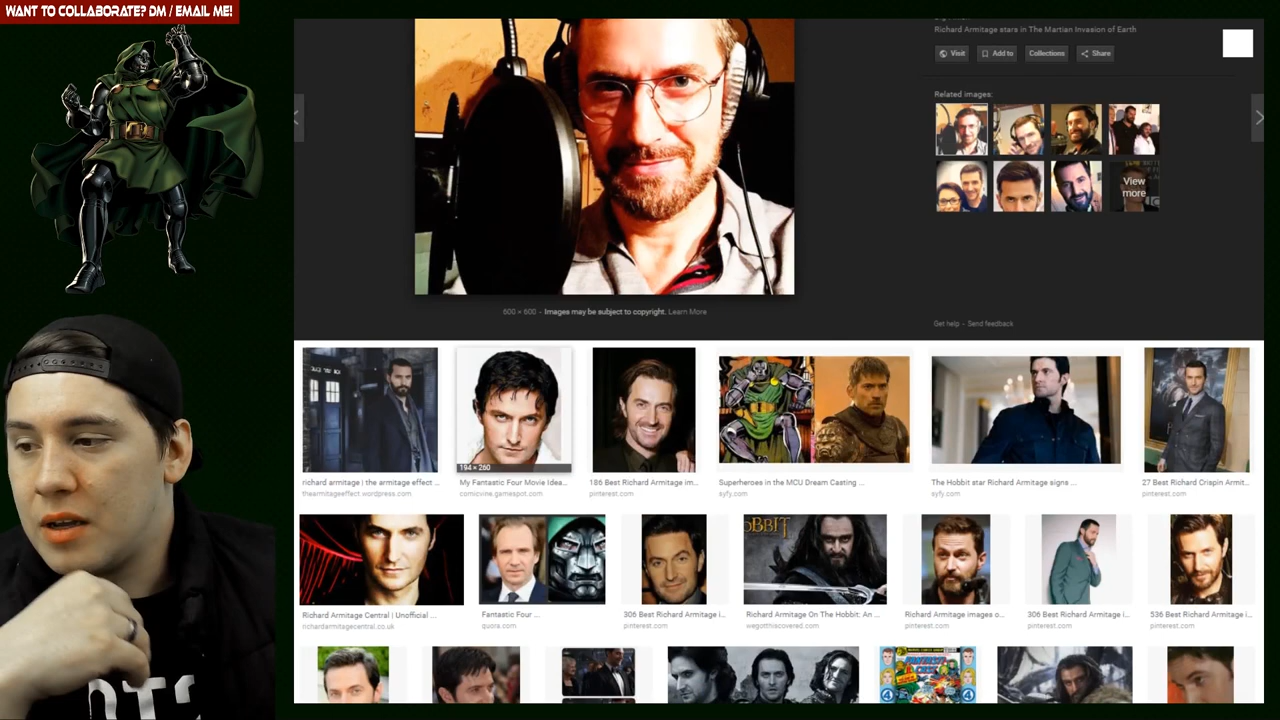 WANT TO COLLABORATE? DM / EMAIL ME!
Richard Armitage stars in The Martian Invasion of Earth
Visit
Add to
Collections
Share
Related images:
View
more
600 × 600 - Images may be subject to copyright. Learn More
Get help - Send feedback
194 × 260
richard armitage | the armitage effect ...
thearmitageeffect.wordpress.com
My Fantastic Four Movie Idea...
comicvine.gamespot.com
186 Best Richard Armitage im...
pinterest.com
Superheroes in the MCU Dream Casting ...
syfy.com
The Hobbit star Richard Armitage signs ...
syfy.com
27 Best Richard Crispin Armit...
pinterest.com
Richard Armitage Central | Unofficial ...
richardarmitagecentral.co.uk
Fantastic Four ...
quora.com
306 Best Richard Armitage i...
pinterest.com
Richard Armitage On The Hobbit: An ...
wegotthiscovered.com
Richard Armitage images o...
pinterest.com
306 Best Richard Armitage i...
pinterest.com
536 Best Richard Armitage i...
pinterest.com